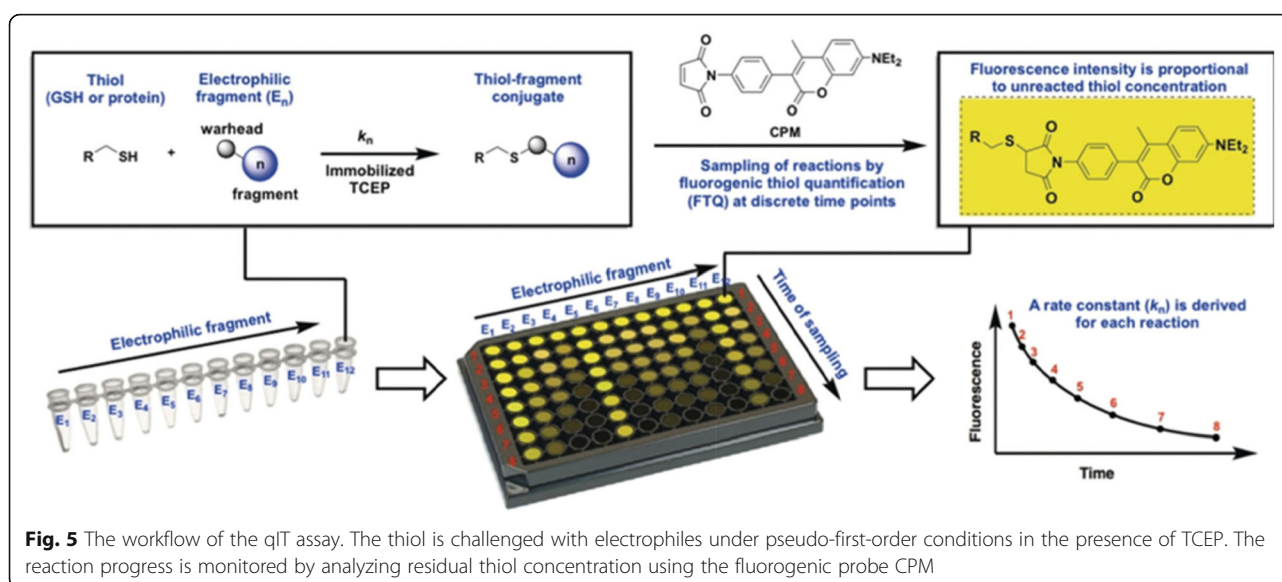 Thiol
(GSH or protein)
Electrophilic
fragment (Eₙ)
Thiol-fragment
conjugate
warhead
R
SH
+
n
fragment
kₙ
Immobilized
TCEP
R
S
n
O
N
O
O
O
NEt₂
CPM
Sampling of reactions by
fluorogenic thiol quantification
(FTQ) at discrete time points
Fluorescence intensity is proportional
to unreacted thiol concentration
R
S
O
N
O
O
O
NEt₂
Electrophilic fragment
E₁ E₂ E₃ E₄ E₅ E₆ E₇ E₈ E₉ E₁₀ E₁₁ E₁₂
Electrophilic fragment
E₁ E₂ E₃ E₄ E₅ E₆ E₇ E₈ E₉ E₁₀ E₁₁ E₁₂
Time of sampling
A rate constant (kₙ) is derived
for each reaction
Fluorescence
1
2
3
4
5
6
7
8
Time
Fig. 5 The workflow of the qIT assay. The thiol is challenged with electrophiles under pseudo-first-order conditions in the presence of TCEP. The
reaction progress is monitored by analyzing residual thiol concentration using the fluorogenic probe CPM